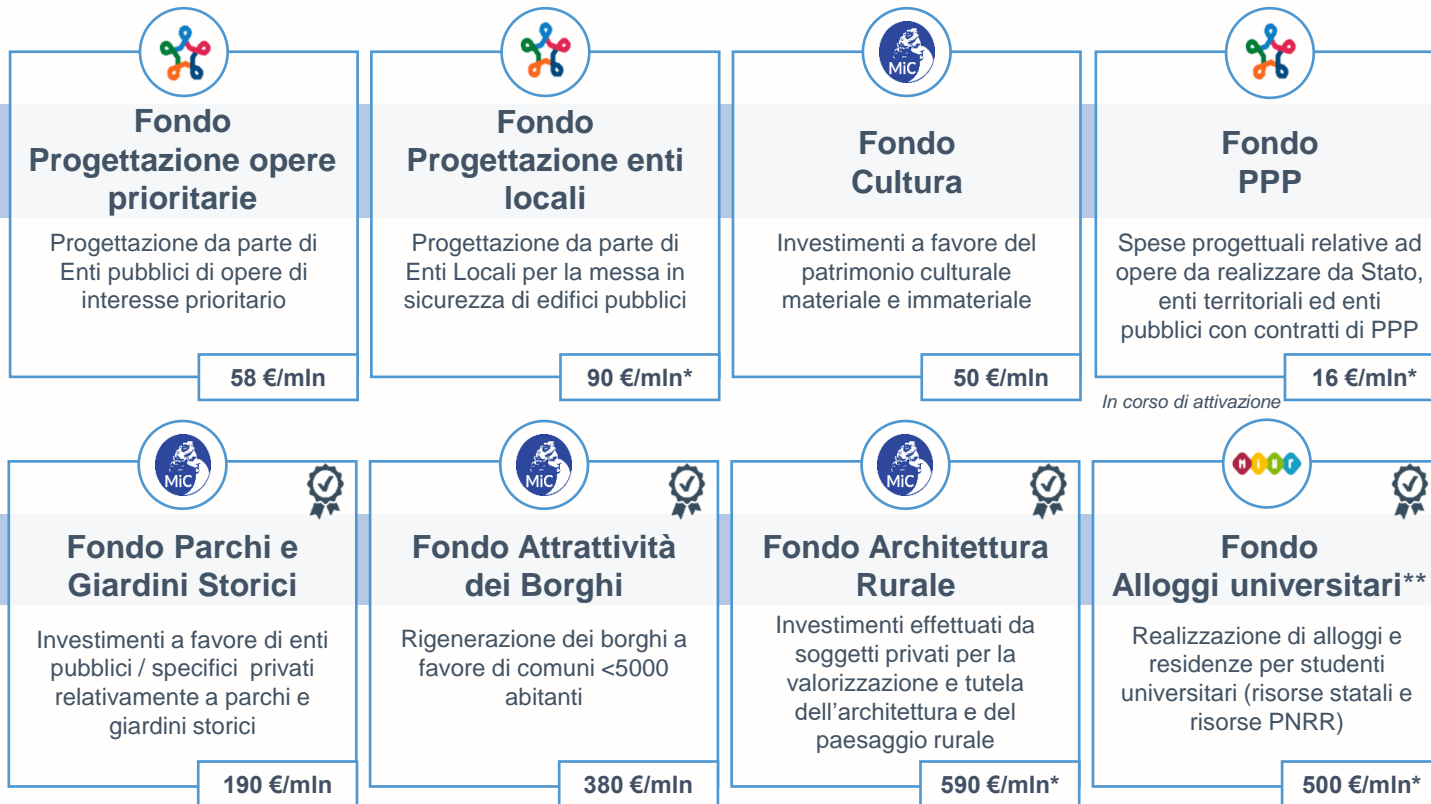 Fondo
Progettazione opere
prioritarie
Progettazione da parte di
Enti pubblici di opere di
interesse prioritario
58 €/mln
Fondo
Progettazione enti
locali
Progettazione da parte di
Enti Locali per la messa in
sicurezza di edifici pubblici
90 €/mln*
MiC
Fondo
Cultura
Investimenti a favore del
patrimonio culturale
materiale e immateriale
50 €/mln
Fondo
PPP
Spese progettuali relative ad
opere da realizzare da Stato,
enti territoriali ed enti
pubblici con contratti di PPP
16 €/mln*
In corso di attivazione
MiC
Fondo Parchi e
Giardini Storici
Investimenti a favore di enti
pubblici / specifici privati
relativamente a parchi e
giardini storici
190 €/mln
MiC
Fondo Attrattività
dei Borghi
Rigenerazione dei borghi a
favore di comuni <5000
abitanti
380 €/mln
MiC
Fondo Architettura
Rurale
Investimenti effettuati da
soggetti privati per la
valorizzazione e tutela
dell'architettura e del
paesaggio rurale
590 €/mln*
MIUR
Fondo
Alloggi universitari**
Realizzazione di alloggi e
residenze per studenti
universitari (risorse statali e
risorse PNRR)
500 €/mln*